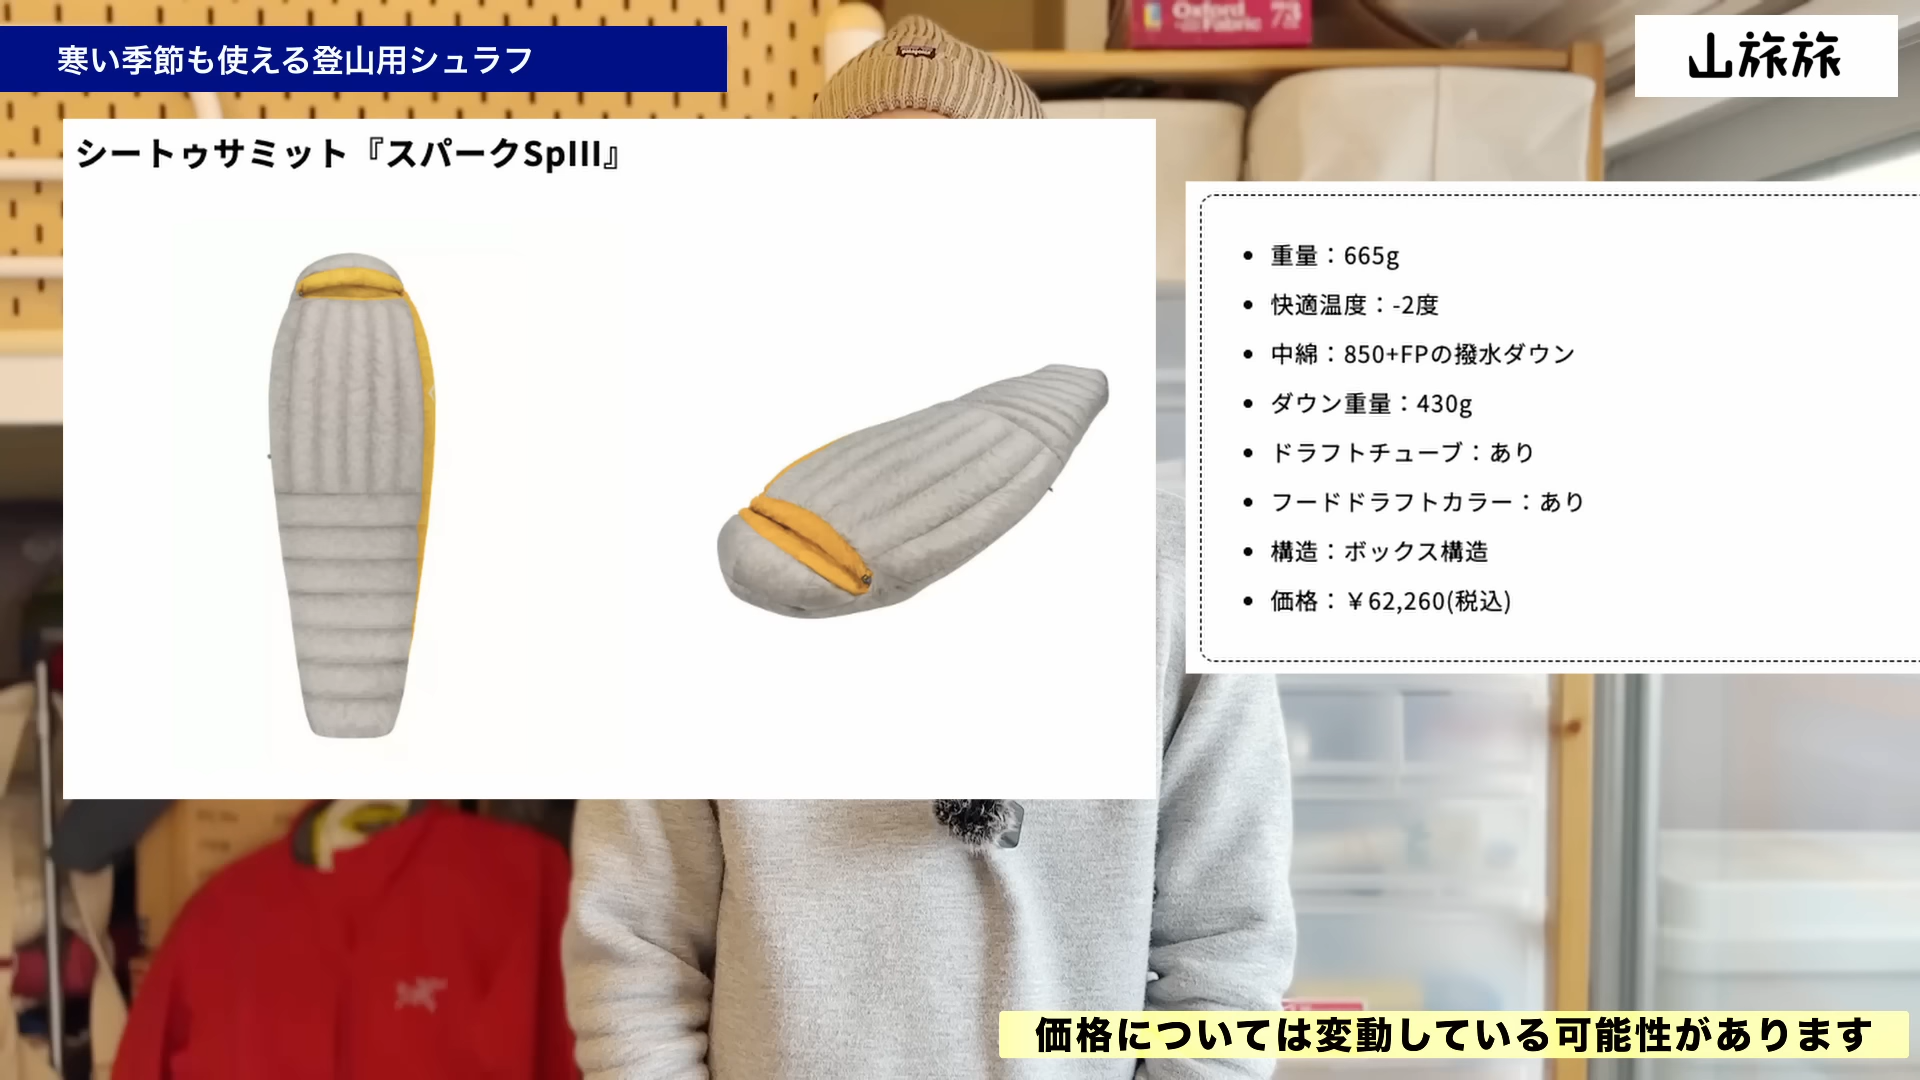 寒い季節も使える登山用シュラフ
Oxford 73
Fabric
山旅旅
シートゥサミット『スパークSpIII』
• 重量：665g
• 快適温度：-2度
• 中綿：850+FPの撥水ダウン
• ダウン重量：430g
• ドラフトチューブ：あり
• フードドラフトカラー：あり
• 構造：ボックス構造
• 価格：￥62,260(税込)
価格については変動している可能性があります